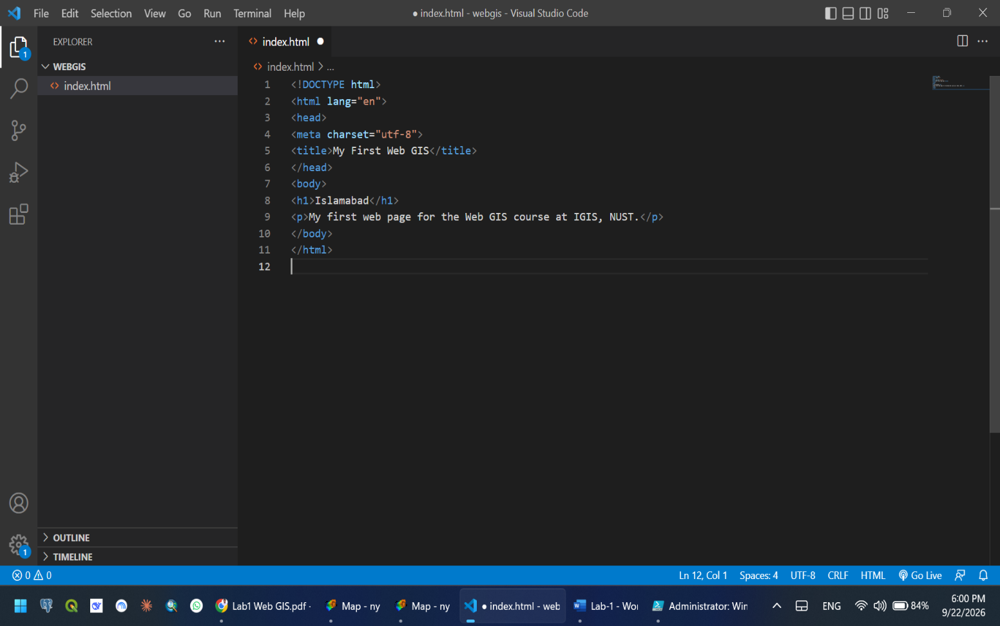 File Edit Selection View Go Run Terminal Help
● index.html - webgis - Visual Studio Code
EXPLORER
index.html
1
WEBGIS
index.html
index.html > ...
1 <!DOCTYPE html>
2 <html lang="en">
3 <head>
4 <meta charset="utf-8">
5 <title>My First Web GIS</title>
6 </head>
7 <body>
8 <h1>Islamabad</h1>
9 <p>My first web page for the Web GIS course at IGIS, NUST.</p>
10 </body>
11 </html>
12
OUTLINE
1
TIMELINE
0 0
Ln 12, Col 1 Spaces: 4 UTF-8 CRLF HTML Go Live
Lab1 Web GIS.pdf - Map - ny Map - ny ● index.html - web Lab-1 - Wor Administrator: Win
ENG 84%
6:00 PM
9/22/2026